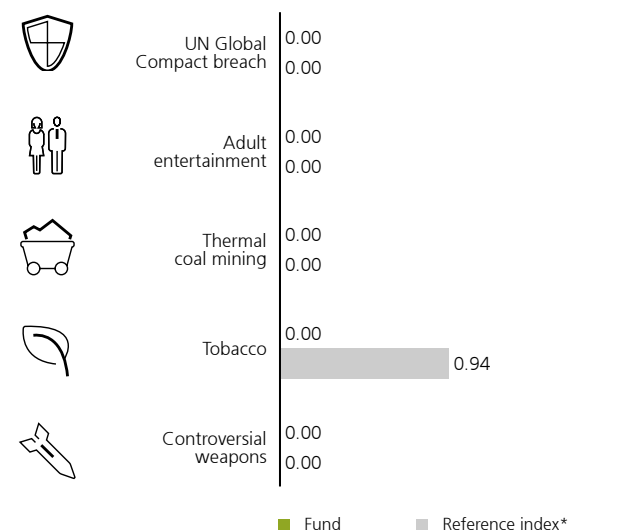 UN Global
Compact breach
0.00
0.00
Adult
entertainment
0.00
0.00
Thermal
coal mining
0.00
0.00
Tobacco
0.00
0.94
Controversial
weapons
0.00
0.00
Fund
Reference index*